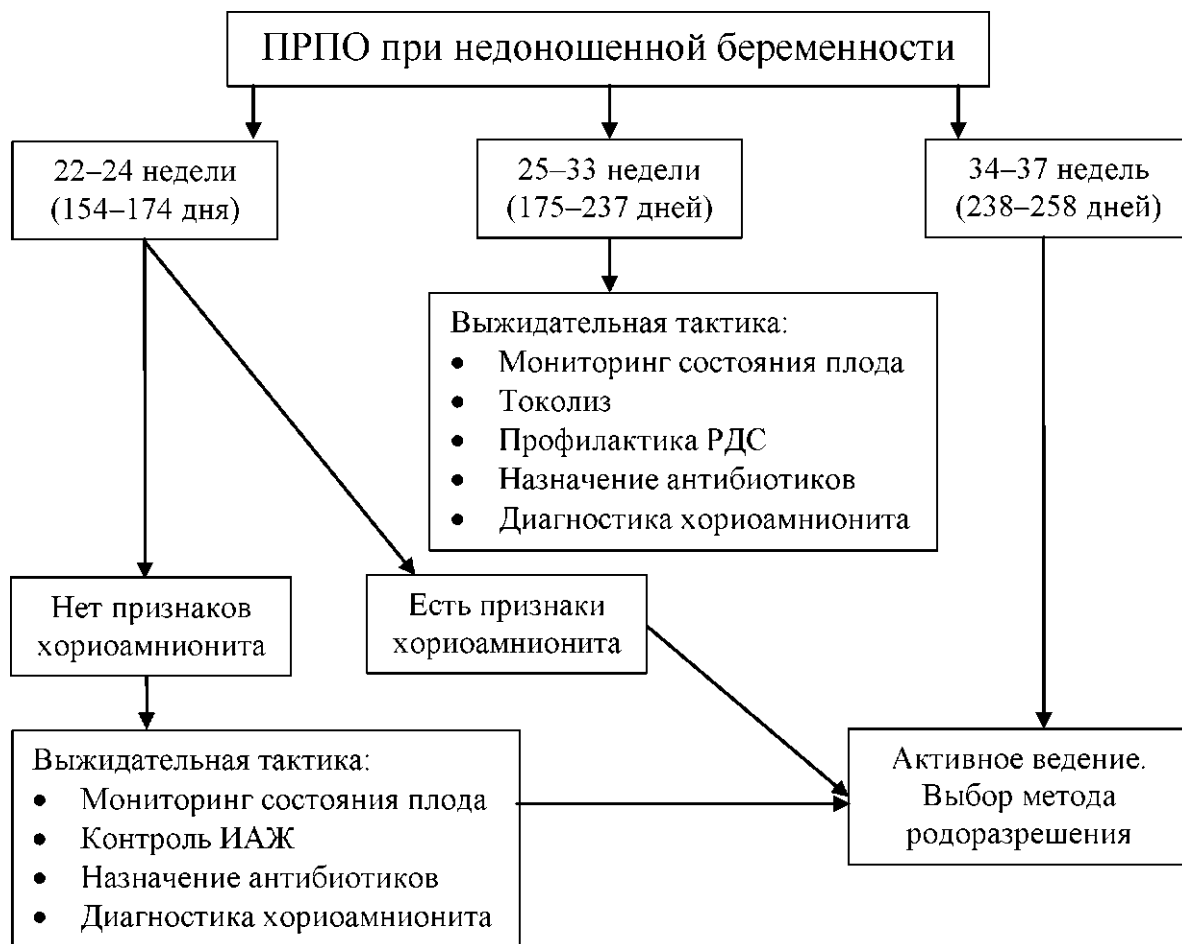 ПРПО при недоношенной беременности
22–24 недели
(154–174 дня)
25–33 недели
(175–237 дней)
34–37 недель
(238–258 дней)
Выжидательная тактика:
• Мониторинг состояния плода
• Токолиз
• Профилактика РДС
• Назначение антибиотиков
• Диагностика хориоамнионита
Нет признаков
хориоамнионита
Есть признаки
хориоамнионита
Выжидательная тактика:
• Мониторинг состояния плода
• Контроль ИАЖ
• Назначение антибиотиков
• Диагностика хориоамнионита
Активное ведение.
Выбор метода
родоразрешения